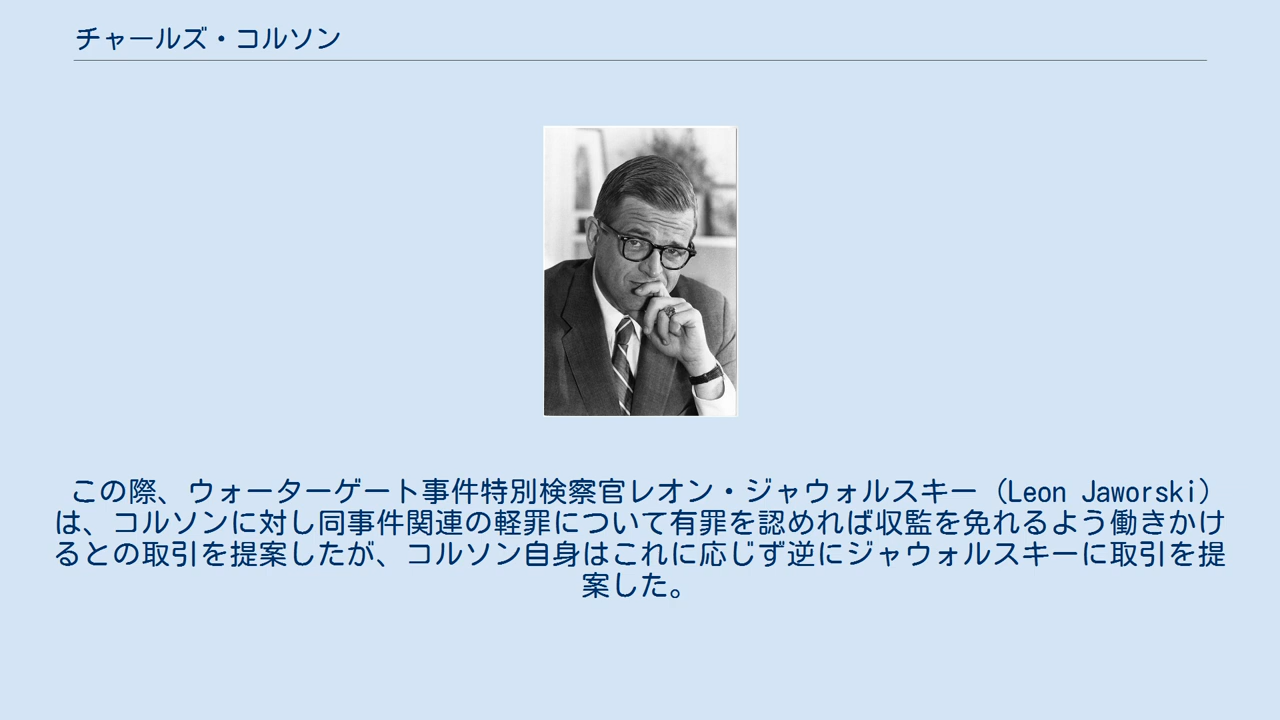 チャールズ・コルソン
この際、ウォーターゲート事件特別検察官レオン・ジャウォルスキー（Leon Jaworski）
は、コルソンに対し同事件関連の軽罪について有罪を認めれば収監を免れるよう働きかけ
るとの取引を提案したが、コルソン自身はこれに応じず逆にジャウォルスキーに取引を提
案した。